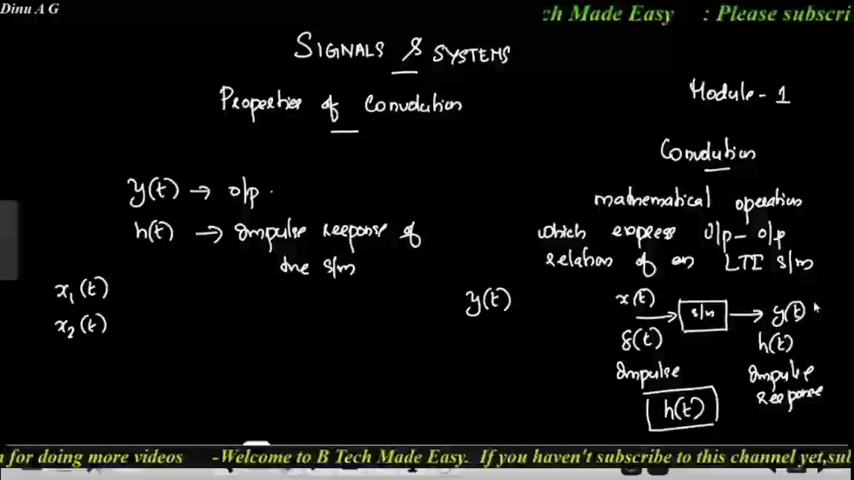 Dinu A G
ch Made Easy : Please subscri
SIGNALS & SYSTEMS
Properties of Convolution
Module - 1
Convolution
mathematical operation
which express I/p - o/p
relation of an LTI s/m
y(t) → o/p
h(t) → Impulse Response of
the s/m
x₁(t)
x₂(t)
y(t)
x(t) → s/m → y(t)
δ(t) h(t)
Impulse Impulse
Response
h(t)
n for doing more videos -Welcome to B Tech Made Easy. If you haven't subscribe to this channel yet,sub